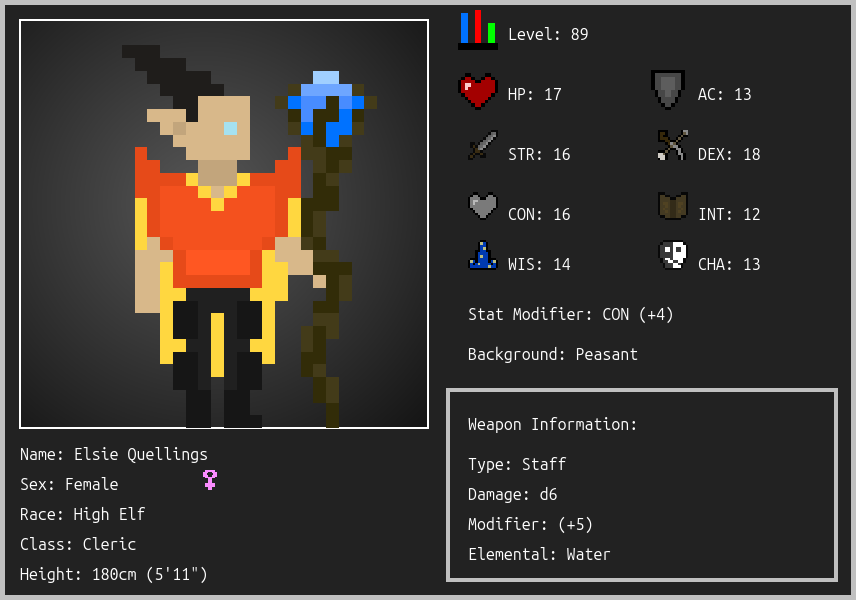 Level: 89
HP: 17
AC: 13
STR: 16
DEX: 18
CON: 16
INT: 12
WIS: 14
CHA: 13
Stat Modifier: CON (+4)
Background: Peasant
Weapon Information:
Type: Staff
Damage: d6
Modifier: (+5)
Elemental: Water
Name: Elsie Quellings
Sex: Female
Race: High Elf
Class: Cleric
Height: 180cm (5'11")